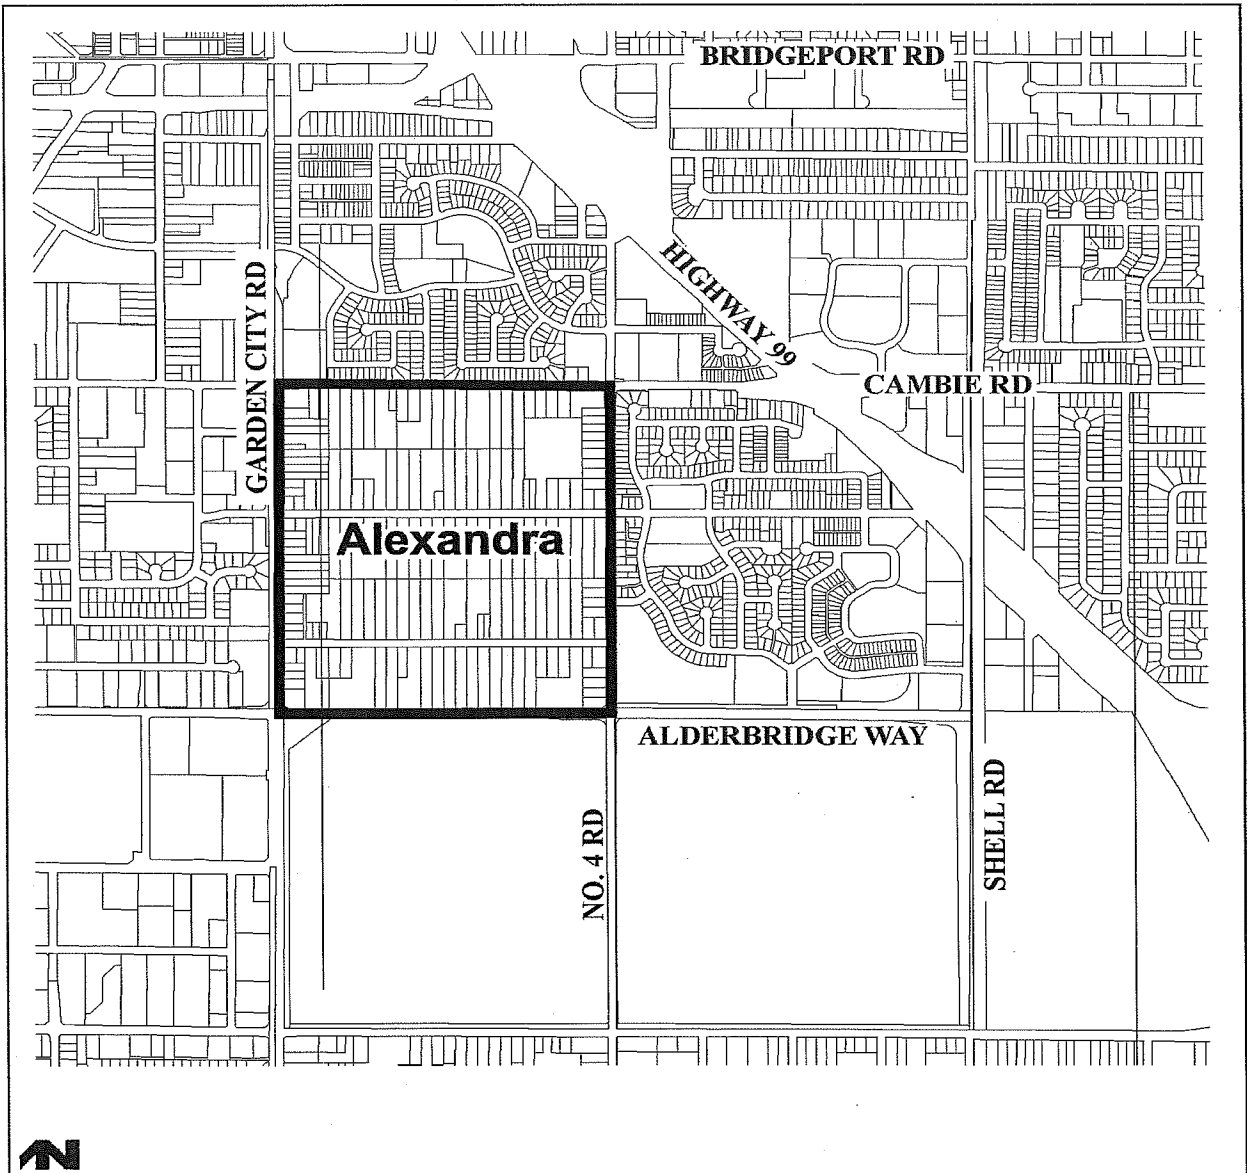 BRIDGEPORT RD
HIGHWAY 99
GARDEN CITY RD
CAMBIE RD
Alexandra
ALDERBRIDGE WAY
NO. 4 RD
SHELL RD
N